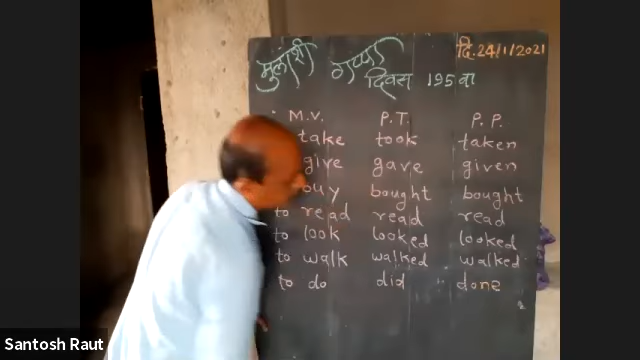 दि. 24/1/2021
मुलांशी गप्पा
दिवस 195 वा
M.V. P.T. P.P.
take took taken
give gave given
buy bought bought
to read read read
to look looked looked
to walk walked walked
to do did done
Santosh Raut